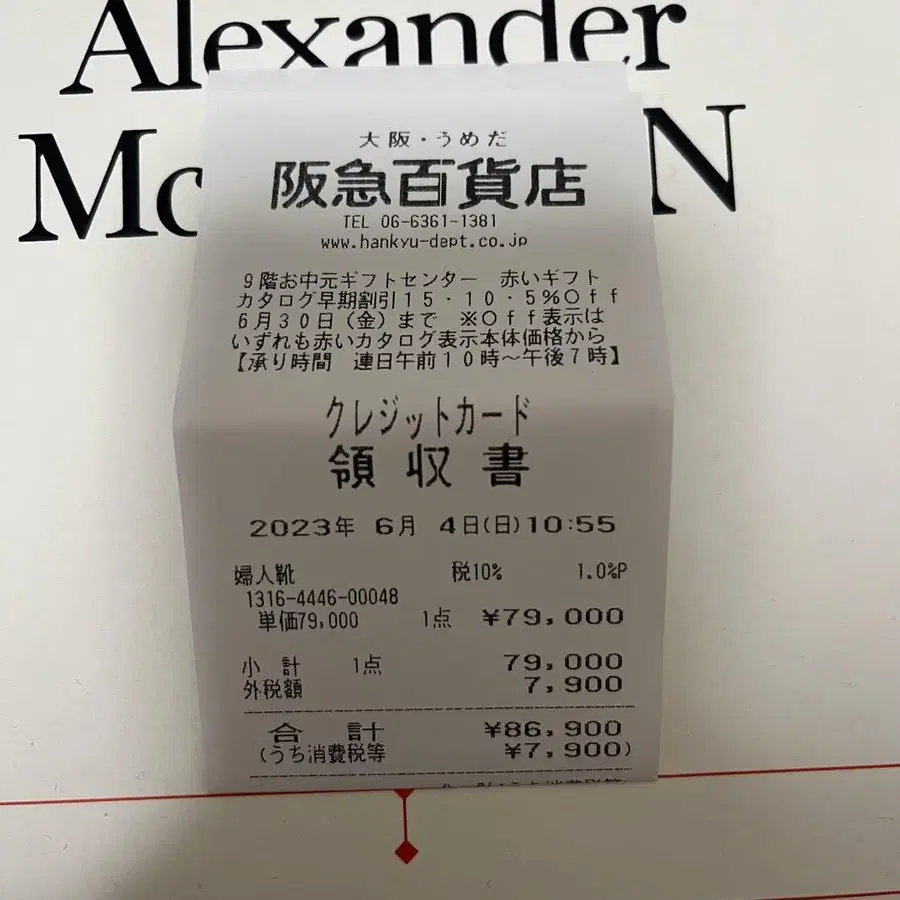 Alexander
Mc N
大阪・うめだ
阪急百貨店
TEL 06-6361-1381
www.hankyu-dept.co.jp
9階お中元ギフトセンター 赤いギフト
カタログ早期割引15・10・5%Off
6月30日(金)まで ※Off表示は
いずれも赤いカタログ表示本体価格から
【承り時間 連日午前10時~午後7時】
クレジットカード
領収書
2023年 6月 4日(日)10:55
婦人靴 税10% 1.0%P
1316-4446-00048
単価79,000 1点 ¥79,000
小計 1点 79,000
外税額 7,900
合計 ¥86,900
(うち消費税等 ¥7,900)